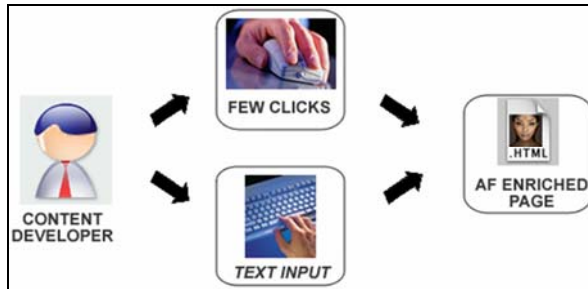 FEW CLICKS
CONTENT
DEVELOPER
TEXT INPUT
.HTML
AF ENRICHED
PAGE